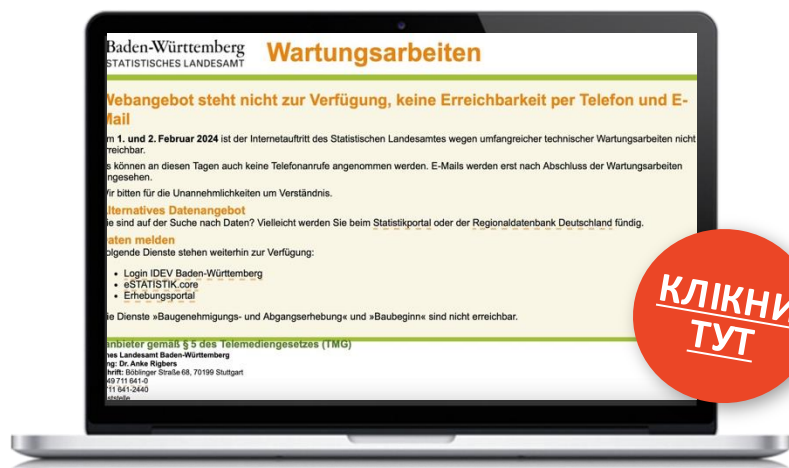 Baden-Württemberg
STATISTISCHES LANDESAMT
Wartungsarbeiten
Webangebot steht nicht zur Verfügung, keine Erreichbarkeit per Telefon und E-
Mail
m 1. und 2. Februar 2024 ist der Internetauftritt des Statistischen Landesamtes wegen umfangreicher technischer Wartungsarbeiten nicht
rreichbar.
s können an diesen Tagen auch keine Telefonanrufe angenommen werden. E-Mails werden erst nach Abschluss der Wartungsarbeiten
ngesehen.
Vir bitten für die Unannehmlichkeiten um Verständnis.
lternatives Datenangebot
ie sind auf der Suche nach Daten? Vielleicht werden Sie beim Statistikportal oder der Regionaldatenbank Deutschland fündig.
aten melden
olgende Dienste stehen weiterhin zur Verfügung:
• Login IDEV Baden-Württemberg
• eSTATISTIK.core
• Erhebungsportal
ie Dienste »Baugenehmigungs- und Abgangserhebung« und »Baubeginn« sind nicht erreichbar.
anbieter gemäß § 5 des Telemediengesetzes (TMG)
hes Landesamt Baden-Württemberg
ng: Dr. Anke Rigbers
hrift: Böblinger Straße 68, 70199 Stuttgart
49 711 641-0
711 641-2440
КЛІКНИ
ТУТ